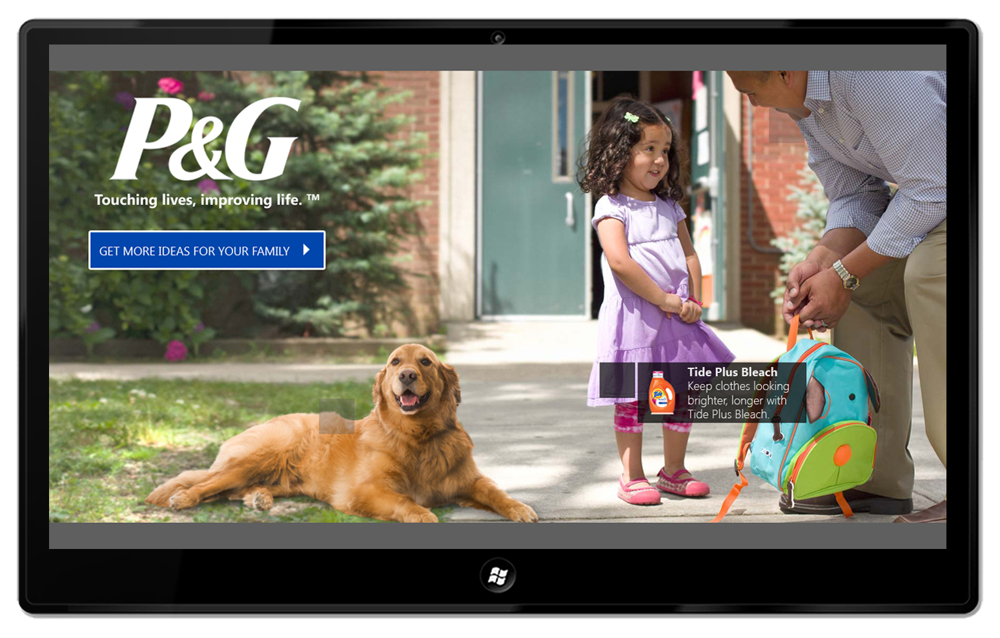 P&G
Touching lives, improving life. ™
GET MORE IDEAS FOR YOUR FAMILY
Tide Plus Bleach
Keep clothes looking
brighter, longer with
Tide Plus Bleach.
Tide